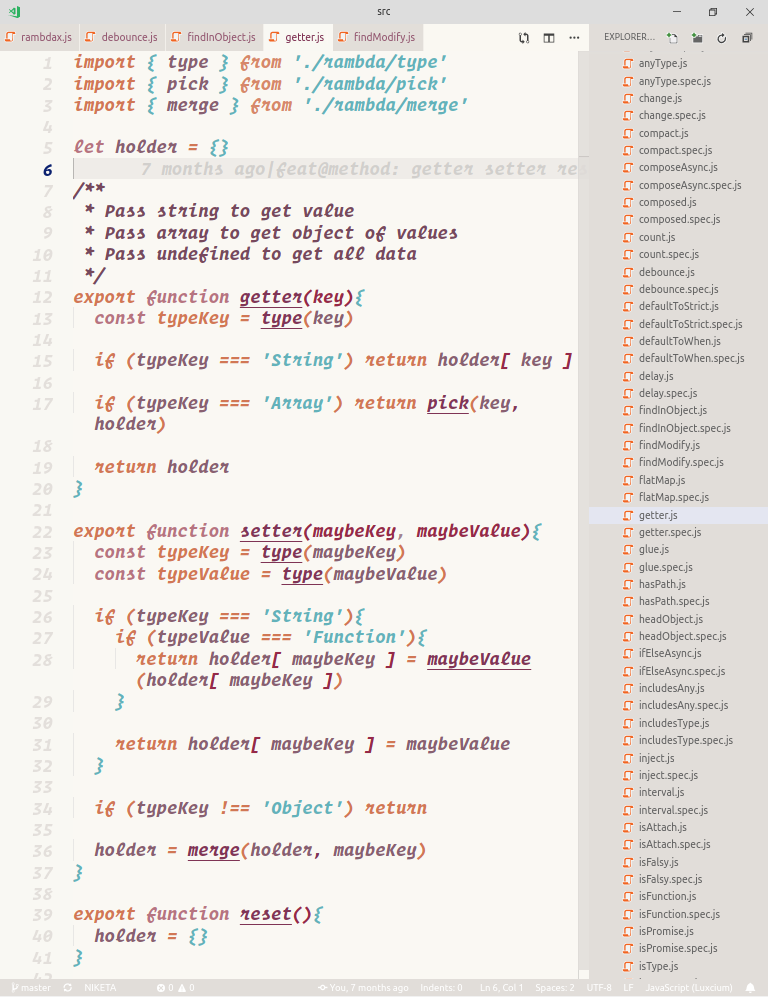 src
rambdax.js
debounce.js
findInObject.js
getter.js
findModify.js
EXPLORER...
1 import { type } from './rambda/type'
2 import { pick } from './rambda/pick'
3 import { merge } from './rambda/merge'
4
5 let holder = {}
6 7 months ago|feat@method: getter setter res
7 /**
8 * Pass string to get value
9 * Pass array to get object of values
10 * Pass undefined to get all data
11 */
12 export function getter(key){
13 const typeKey = type(key)
14
15 if (typeKey === 'String') return holder[ key ]
16
17 if (typeKey === 'Array') return pick(key,
holder)
18
19 return holder
20 }
21
22 export function setter(maybeKey, maybeValue){
23 const typeKey = type(maybeKey)
24 const typeValue = type(maybeValue)
25
26 if (typeKey === 'String'){
27 if (typeValue === 'Function'){
28 return holder[ maybeKey ] = maybeValue
(holder[ maybeKey ])
29 }
30
31 return holder[ maybeKey ] = maybeValue
32 }
33
34 if (typeKey !== 'Object') return
35
36 holder = merge(holder, maybeKey)
37 }
38
39 export function reset(){
40 holder = {}
41 }
anyType.js
anyType.spec.js
change.js
change.spec.js
compact.js
compact.spec.js
composeAsync.js
composeAsync.spec.js
composed.js
composed.spec.js
count.js
count.spec.js
debounce.js
debounce.spec.js
defaultToStrict.js
defaultToStrict.spec.js
defaultToWhen.js
defaultToWhen.spec.js
delay.js
delay.spec.js
findInObject.js
findInObject.spec.js
findModify.js
findModify.spec.js
flatMap.js
flatMap.spec.js
getter.js
getter.spec.js
glue.js
glue.spec.js
hasPath.js
hasPath.spec.js
headObject.js
headObject.spec.js
ifElseAsync.js
ifElseAsync.spec.js
includesAny.js
includesAny.spec.js
includesType.js
includesType.spec.js
inject.js
inject.spec.js
interval.js
interval.spec.js
isAttach.js
isAttach.spec.js
isFalsy.js
isFalsy.spec.js
isFunction.js
isFunction.spec.js
isPromise.js
isPromise.spec.js
isType.js
master NIKETA 0 0 You, 7 months ago Indents: 0 Ln 6, Col 1 Spaces: 2 UTF-8 LF JavaScript (Luxcium)